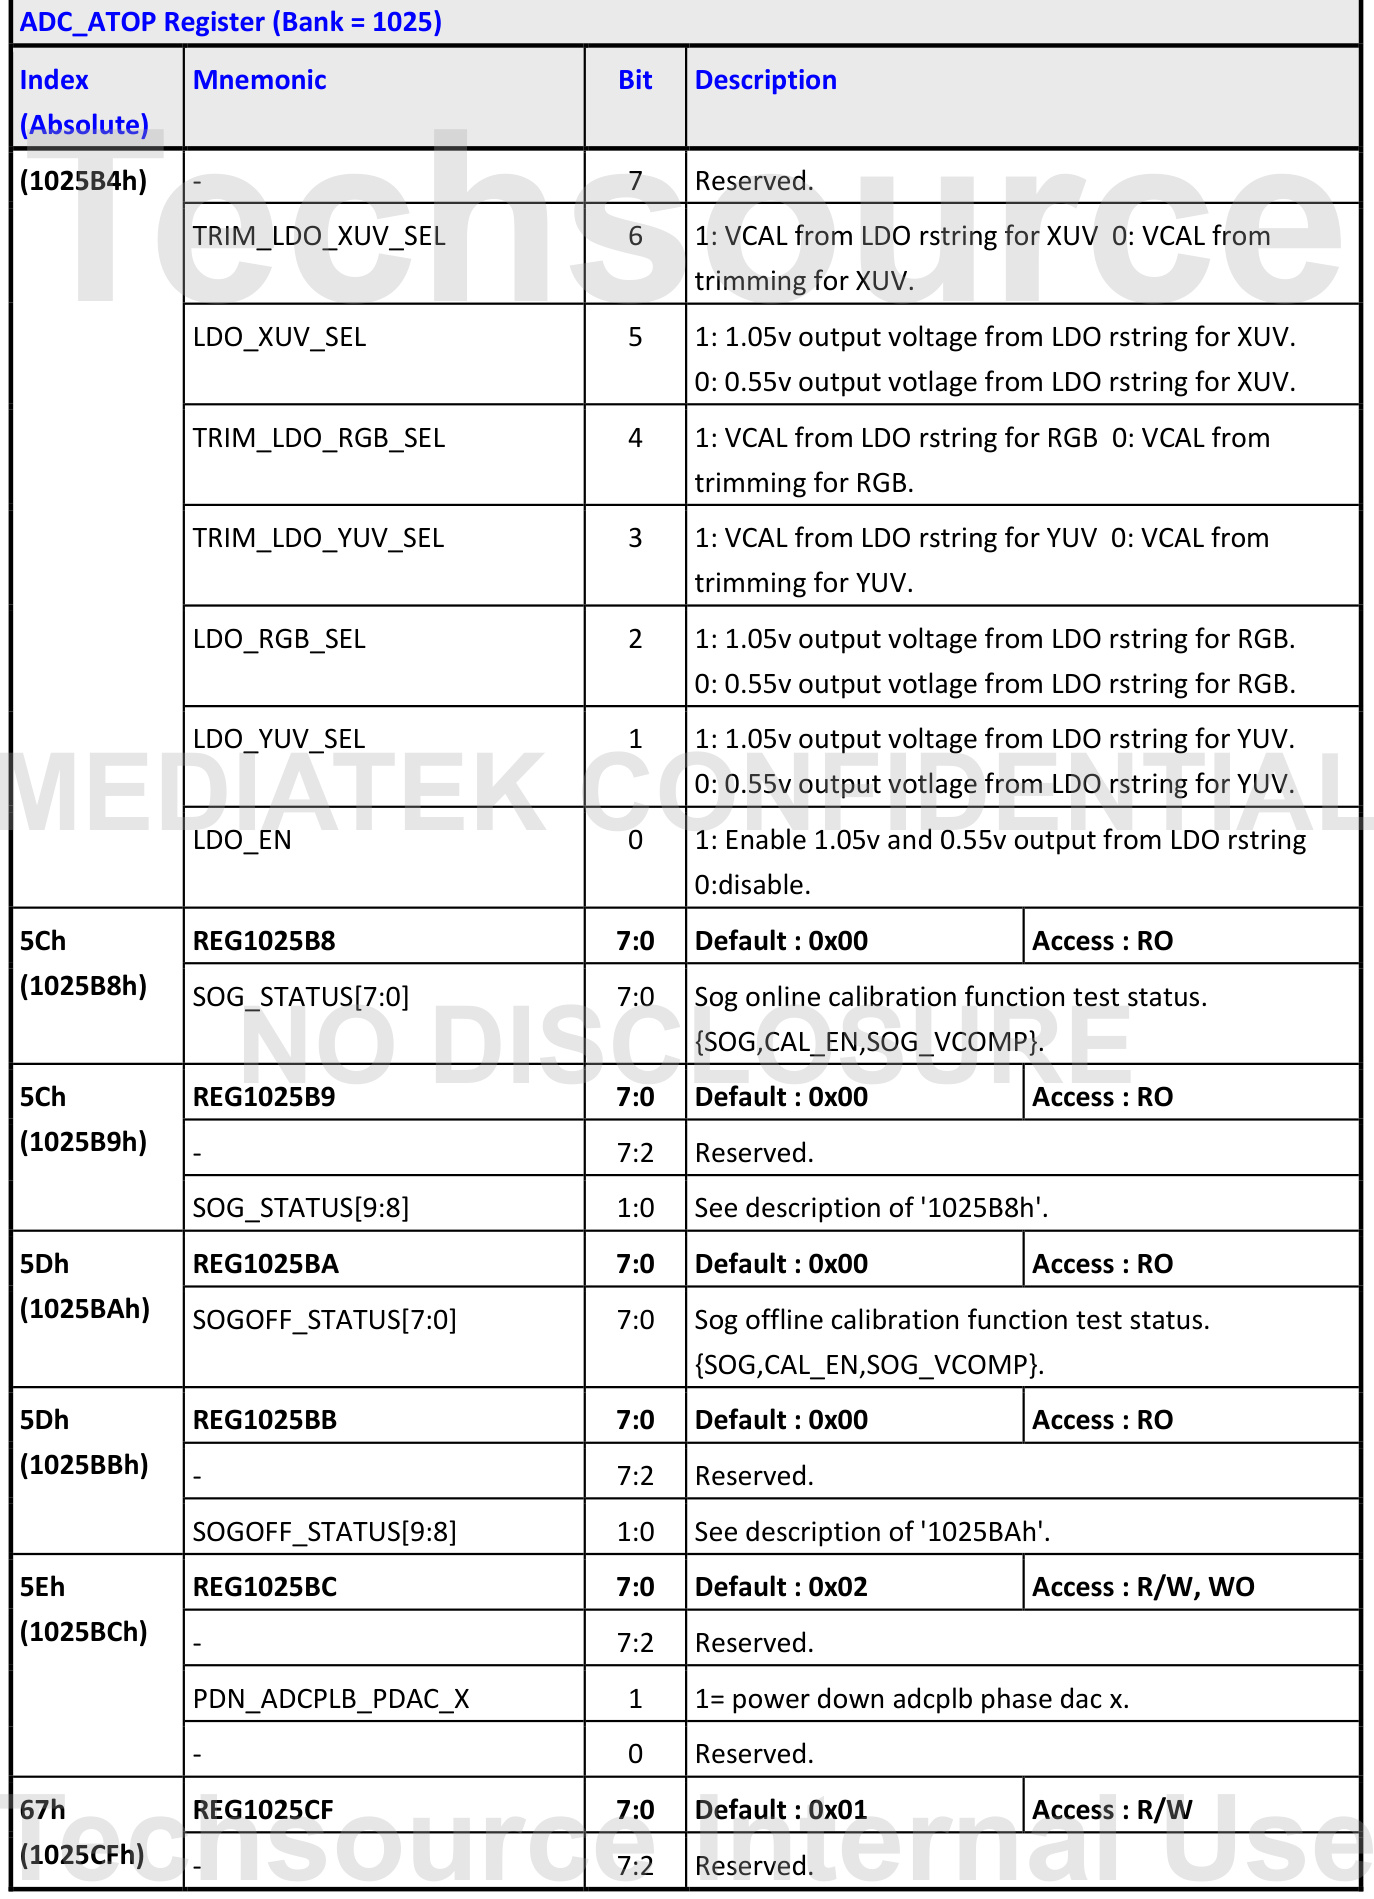 ADC_ATOP Register (Bank = 1025)
Index (Absolute) Mnemonic Bit Description
(1025B4h) - 7 Reserved.
TRIM_LDO_XUV_SEL 6 1: VCAL from LDO rstring for XUV 0: VCAL from
trimming for XUV.
LDO_XUV_SEL 5 1: 1.05v output voltage from LDO rstring for XUV.
0: 0.55v output votlage from LDO rstring for XUV.
TRIM_LDO_RGB_SEL 4 1: VCAL from LDO rstring for RGB 0: VCAL from
trimming for RGB.
TRIM_LDO_YUV_SEL 3 1: VCAL from LDO rstring for YUV 0: VCAL from
trimming for YUV.
LDO_RGB_SEL 2 1: 1.05v output voltage from LDO rstring for RGB.
0: 0.55v output votlage from LDO rstring for RGB.
LDO_YUV_SEL 1 1: 1.05v output voltage from LDO rstring for YUV.
0: 0.55v output votlage from LDO rstring for YUV.
LDO_EN 0 1: Enable 1.05v and 0.55v output from LDO rstring
0:disable.
5Ch REG1025B8 7:0 Default : 0x00 Access : RO
(1025B8h) SOG_STATUS[7:0] 7:0 Sog online calibration function test status.
{SOG,CAL_EN,SOG_VCOMP}.
5Ch REG1025B9 7:0 Default : 0x00 Access : RO
(1025B9h) - 7:2 Reserved.
SOG_STATUS[9:8] 1:0 See description of '1025B8h'.
5Dh REG1025BA 7:0 Default : 0x00 Access : RO
(1025BAh) SOGOFF_STATUS[7:0] 7:0 Sog offline calibration function test status.
{SOG,CAL_EN,SOG_VCOMP}.
5Dh REG1025BB 7:0 Default : 0x00 Access : RO
(1025BBh) - 7:2 Reserved.
SOGOFF_STATUS[9:8] 1:0 See description of '1025BAh'.
5Eh REG1025BC 7:0 Default : 0x02 Access : R/W, WO
(1025BCh) - 7:2 Reserved.
PDN_ADCPLB_PDAC_X 1 1= power down adcplb phase dac x.
- 0 Reserved.
67h REG1025CF 7:0 Default : 0x01 Access : R/W
(1025CFh) - 7:2 Reserved.
Techsource
MEDIATEK CONFIDENTIAL
NO DISCLOSURE
Techsource Internal Use